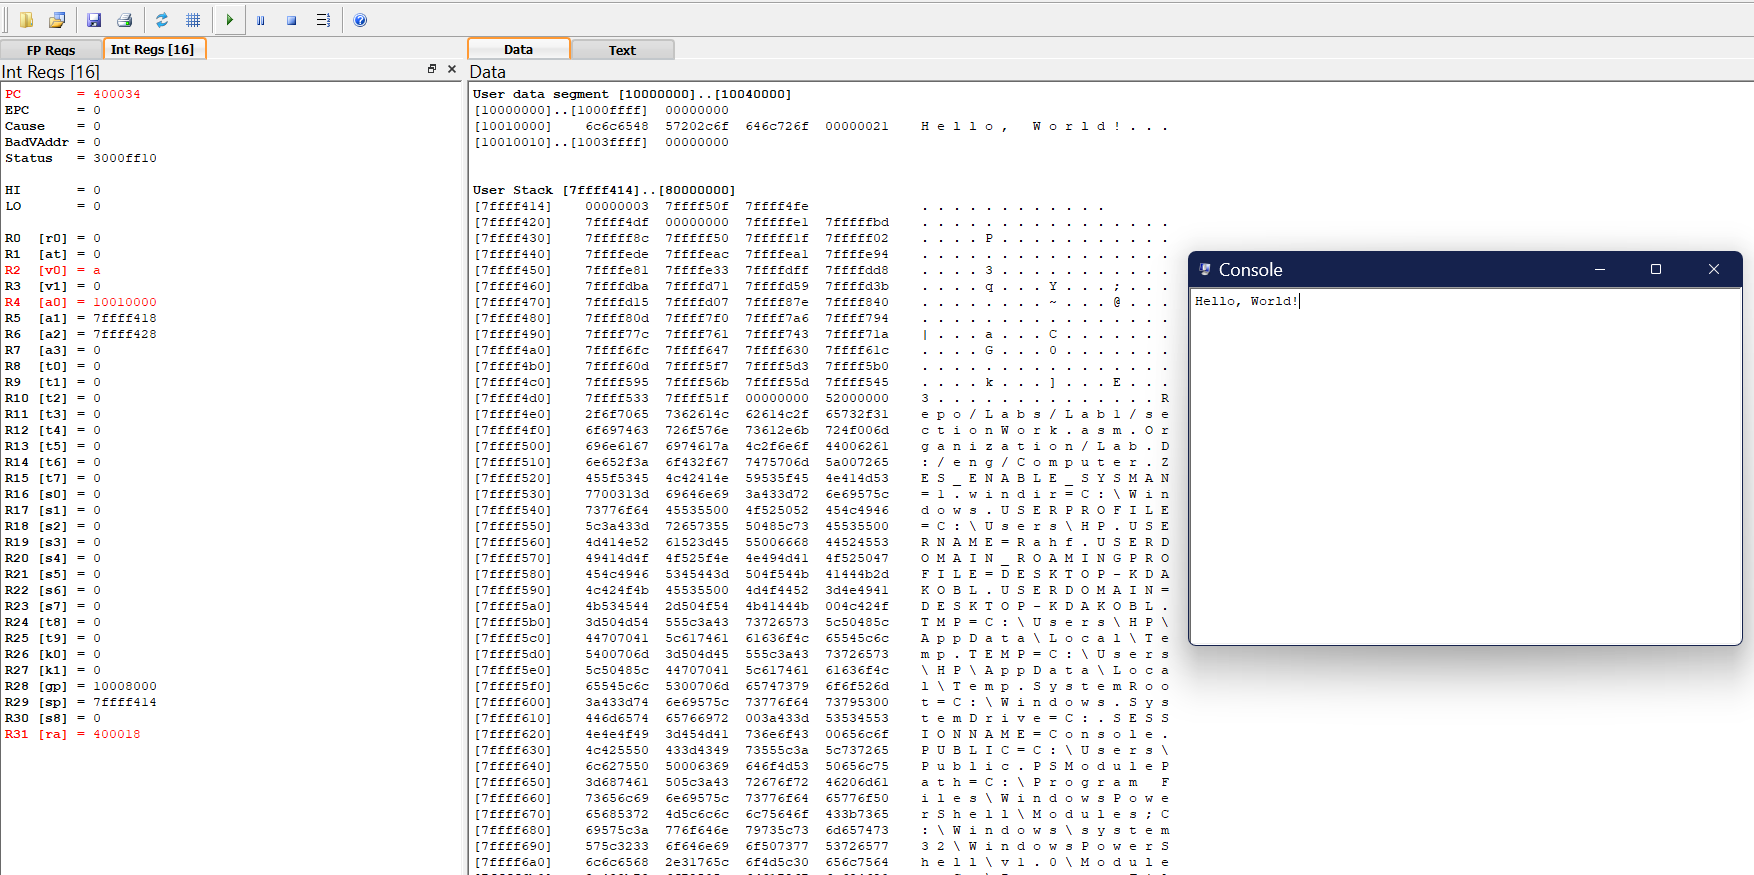 FP Regs
Int Regs [16]
Data
Text
Int Regs [16]
Data
PC = 400034
EPC = 0
Cause = 0
BadVAddr = 0
Status = 3000ff10
HI = 0
LO = 0
R0 [r0] = 0
R1 [at] = 0
R2 [v0] = a
R3 [v1] = 0
R4 [a0] = 10010000
R5 [a1] = 7ffff418
R6 [a2] = 7ffff428
R7 [a3] = 0
R8 [t0] = 0
R9 [t1] = 0
R10 [t2] = 0
R11 [t3] = 0
R12 [t4] = 0
R13 [t5] = 0
R14 [t6] = 0
R15 [t7] = 0
R16 [s0] = 0
R17 [s1] = 0
R18 [s2] = 0
R19 [s3] = 0
R20 [s4] = 0
R21 [s5] = 0
R22 [s6] = 0
R23 [s7] = 0
R24 [t8] = 0
R25 [t9] = 0
R26 [k0] = 0
R27 [k1] = 0
R28 [gp] = 10008000
R29 [sp] = 7ffff414
R30 [s8] = 0
R31 [ra] = 400018
User data segment [10000000]..[10040000]
[10000000]..[1000ffff] 00000000
[10010000] 6c6c6548 57202c6f 646c726f 00000021 H e l l o , W o r l d ! . . .
[10010010]..[1003ffff] 00000000
User Stack [7ffff414]..[80000000]
[7ffff414] 00000003 7ffff50f 7ffff4fe . . . . . . . . . . . .
[7ffff420] 7ffff4df 00000000 7fffffe1 7fffffbd . . . . . . . . . . . . . . . .
[7ffff430] 7fffff8c 7fffff50 7fffff1f 7fffff02 . . . . P . . . . . . . . . . .
[7ffff440] 7ffffede 7ffffeac 7ffffea1 7ffffe94 . . . . . . . . . . . . . . . .
[7ffff450] 7ffffe81 7ffffe33 7ffffdff 7ffffdd8 . . . . 3 . . . . . . . . . . .
[7ffff460] 7ffffdba 7ffffd71 7ffffd59 7ffffd3b . . . . q . . . Y . . . ; . . .
[7ffff470] 7ffffd15 7ffffd07 7ffff87e 7ffff840 . . . . . . . . ~ . . . @ . . .
[7ffff480] 7ffff80d 7ffff7f0 7ffff7a6 7ffff794 . . . . . . . . . . . . . . . .
[7ffff490] 7ffff77c 7ffff761 7ffff743 7ffff71a | . . . a . . . C . . . . . . .
[7ffff4a0] 7ffff6fc 7ffff647 7ffff630 7ffff61c . . . . G . . . 0 . . . . . . .
[7ffff4b0] 7ffff60d 7ffff5f7 7ffff5d3 7ffff5b0 . . . . . . . . . . . . . . . .
[7ffff4c0] 7ffff595 7ffff56b 7ffff55d 7ffff545 . . . . k . . . ] . . . E . . .
[7ffff4d0] 7ffff533 7ffff51f 00000000 52000000 3 . . . . . . . . . . . . . . R
[7ffff4e0] 2f6f7065 7362614c 62614c2f 65732f31 e p o / L a b s / L a b 1 / s e
[7ffff4f0] 6f697463 726f576e 73612e6b 724f006d c t i o n W o r k . a s m . O r
[7ffff500] 696e6167 6974617a 4c2f6e6f 44006261 g a n i z a t i o n / L a b . D
[7ffff510] 6e652f3a 6f432f67 7475706d 5a007265 : / e n g / C o m p u t e r . Z
[7ffff520] 455f5345 4c42414e 59535f45 4e414d53 E S _ E N A B L E _ S Y S M A N
[7ffff530] 7700313d 69646e69 3a433d72 6e69575c = 1 . w i n d i r = C : \ W i n
[7ffff540] 73776f64 45535500 4f525052 454c4946 d o w s . U S E R P R O F I L E
[7ffff550] 5c3a433d 72657355 50485c73 45535500 = C : \ U s e r s \ H P . U S E
[7ffff560] 4d414e52 61523d45 55006668 44524553 R N A M E = R a h f . U S E R D
[7ffff570] 49414d4f 4f525f4e 4e494d41 4f525047 O M A I N _ R O A M I N G P R O
[7ffff580] 454c4946 5345443d 504f544b 41444b2d F I L E = D E S K T O P - K D A
[7ffff590] 4c424f4b 45535500 4d4f4452 3d4e4941 K O B L . U S E R D O M A I N =
[7ffff5a0] 4b534544 2d504f54 4b41444b 004c424f D E S K T O P - K D A K O B L .
[7ffff5b0] 3d504d54 555c3a43 73726573 5c50485c T M P = C : \ U s e r s \ H P \
[7ffff5c0] 44707041 5c617461 61636f4c 65545c6c A p p D a t a \ L o c a l \ T e
[7ffff5d0] 5400706d 3d504d45 555c3a43 73726573 m p . T E M P = C : \ U s e r s
[7ffff5e0] 5c50485c 44707041 5c617461 61636f4c \ H P \ A p p D a t a \ L o c a
[7ffff5f0] 65545c6c 5300706d 65747379 6f6f526d l \ T e m p . S y s t e m R o o
[7ffff600] 3a433d74 6e69575c 73776f64 73795300 t = C : \ W i n d o w s . S y s
[7ffff610] 446d6574 65766972 003a433d 53534553 t e m D r i v e = C : . S E S S
[7ffff620] 4e4e4f49 3d454d41 736e6f43 00656c6f I O N N A M E = C o n s o l e .
[7ffff630] 4c425550 433d4349 73555c3a 5c737265 P U B L I C = C : \ U s e r s \
[7ffff640] 6c627550 50006369 646f4d53 50656c75 P u b l i c . P S M o d u l e P
[7ffff650] 3d687461 505c3a43 72676f72 46206d61 a t h = C : \ P r o g r a m F
[7ffff660] 73656c69 6e69575c 73776f64 65776f50 i l e s \ W i n d o w s P o w e
[7ffff670] 65685372 4d5c6c6c 6c75646f 433b7365 r S h e l l \ M o d u l e s ; C
[7ffff680] 69575c3a 776f646e 79735c73 6d657473 : \ W i n d o w s \ s y s t e m
[7ffff690] 575c3233 6f646e69 6f507377 53726577 3 2 \ W i n d o w s P o w e r S
[7ffff6a0] 6c6c6568 2e31765c 6f4d5c30 656c7564 h e l l \ v 1 . 0 \ M o d u l e
Console
Hello, World!